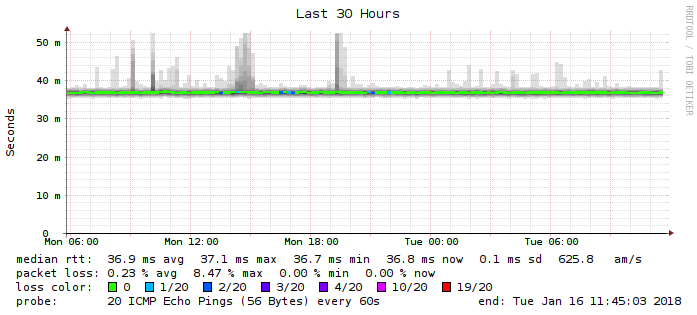 Last 30 Hours
RRDTOOL / TOBI OETIKER
Seconds
50 m
40 m
30 m
20 m
10 m
0
Mon 06:00 Mon 12:00 Mon 18:00 Tue 00:00 Tue 06:00
median rtt: 36.9 ms avg 37.1 ms max 36.7 ms min 36.8 ms now 0.1 ms sd 625.8 am/s
packet loss: 0.23 % avg 8.47 % max 0.00 % min 0.00 % now
loss color: 0 1/20 2/20 3/20 4/20 10/20 19/20
probe: 20 ICMP Echo Pings (56 Bytes) every 60s end: Tue Jan 16 11:45:03 2018